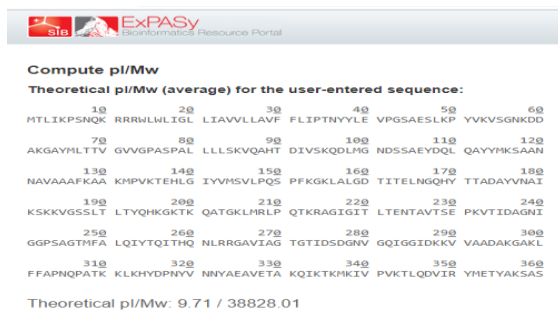 SIB ExPASy
Bioinformatics Resource Portal
Compute pI/Mw
Theoretical pI/Mw (average) for the user-entered sequence:
10 20 30 40 50 60
MTLIKPSNQK RRRWLWLIGL LIAVVLLAVF FLIPTNYYLE VPGSAESLKP YVKVSGNKDD
70 80 90 100 110 120
AKGAYMLTTV GVVGPASPAL LLLSKVQAHT DIVSKQDLMG NDSSAEYDQL QAYYMKSAAN
130 140 150 160 170 180
NAVAAAFKAA KMPVKTEHLG IYVMSVLPQS PFKGKLALGD TITELNGQHY TTADAYVNAI
190 200 210 220 230 240
KSKKVGSSLT LTYQHKGKTK QATGKLMRLP QTKRAGIGIT LTENTAVTSE PKVTIDAGNI
250 260 270 280 290 300
GGPSAGTMFA LQIYTQITHQ NLRRGAVIAG TGTIDSDGNV GQIGGIDKKV VAADAKGAKL
310 320 330 340 350 360
FFAPNQPATK KLKHYDPNYV NNYAEAVETA KQIKTKMKIV PVKTLQDVIR YMETYAKSAS
Theoretical pI/Mw: 9.71 / 38828.01